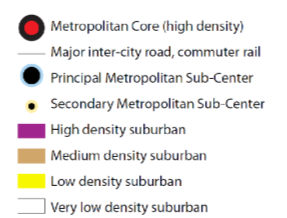 Metropolitan Core (high density)
Major inter-city road, commuter rail
Principal Metropolitan Sub-Center
Secondary Metropolitan Sub-Center
High density suburban
Medium density suburban
Low density suburban
Very low density suburban